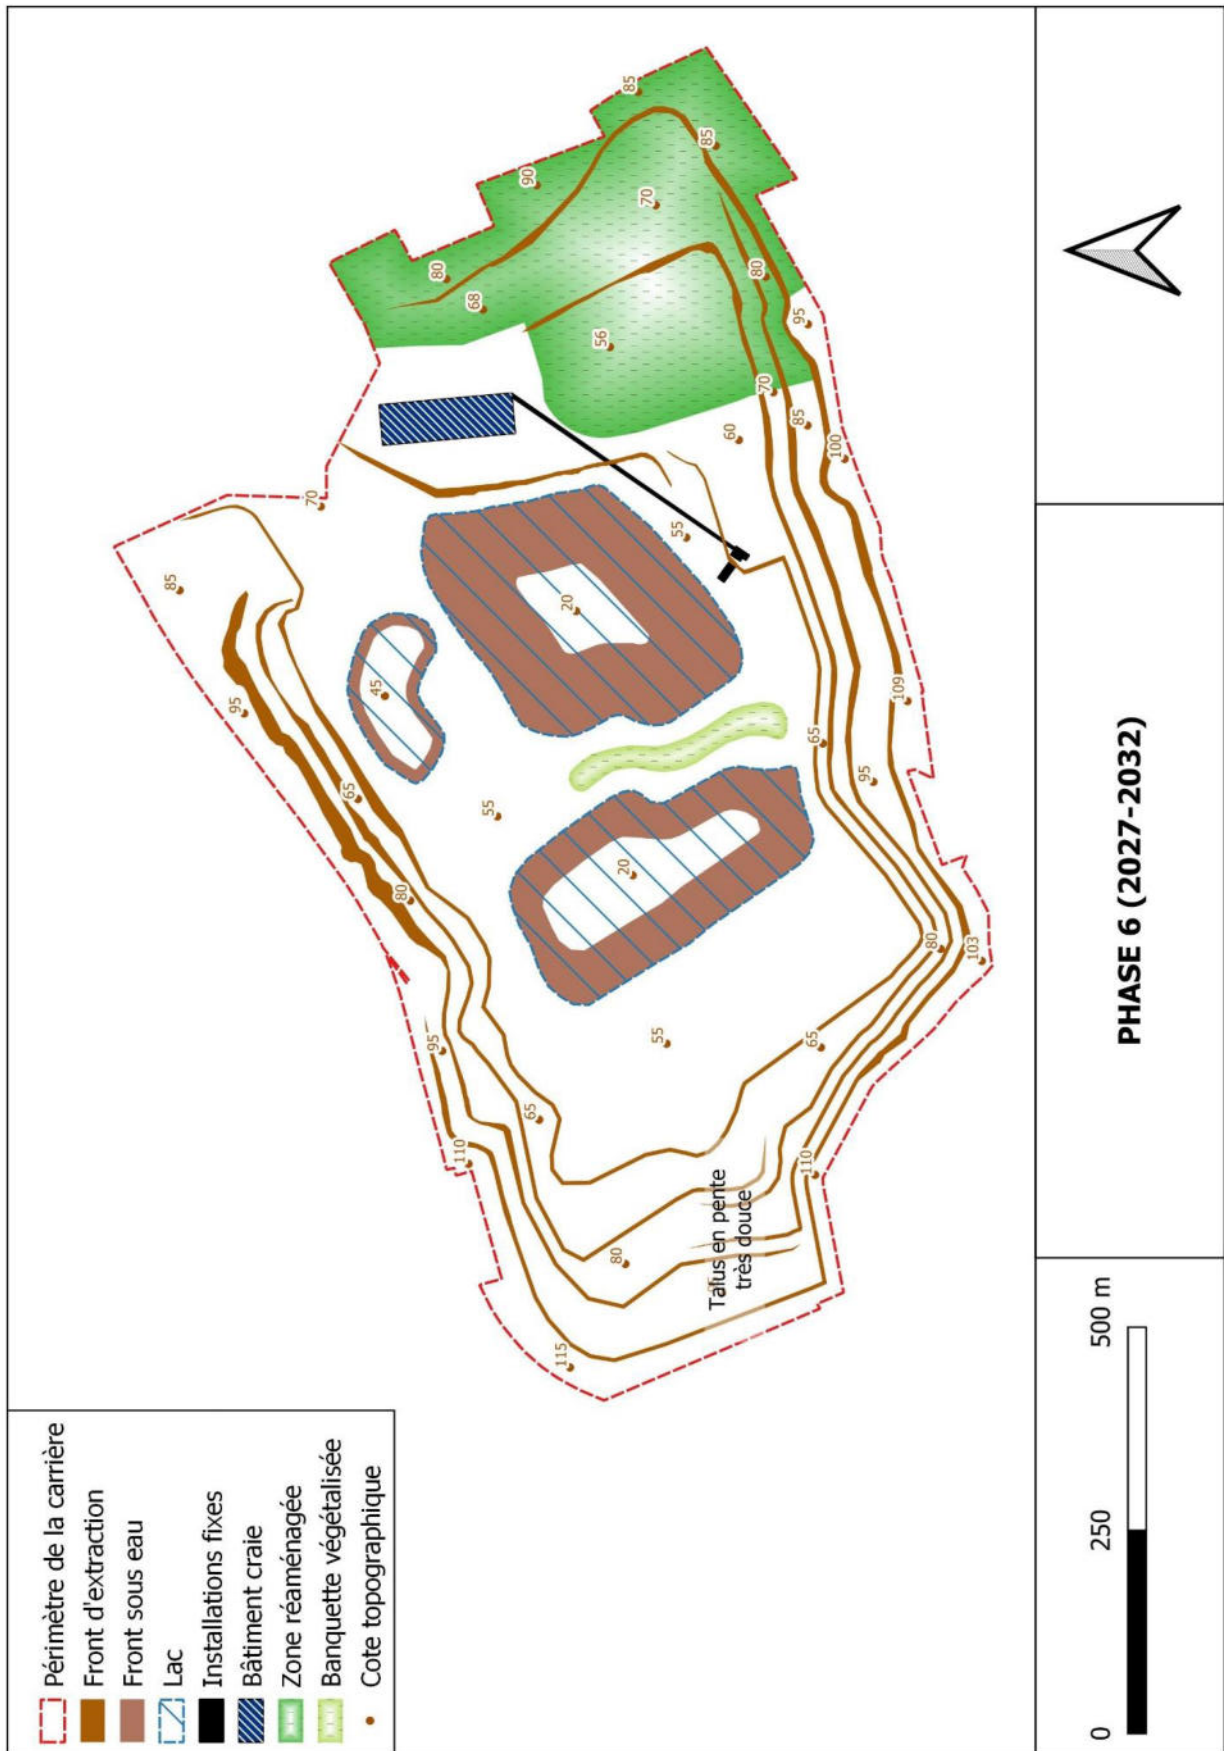 Périmètre de la carrière
Front d'extraction
Front sous eau
Lac
Installations fixes
Bâtiment craie
Zone réaménagée
Banquette végétalisée
Cote topographique
85
95
70
65
45
80
95
80
110
68
55
90
65
115
20
56
80
20
85
70
55
55
85
Talus en pente
très douce
60
80
70
95
85
110
65
65
100
95
109
80
103
0 250 500 m
PHASE 6 (2027-2032)